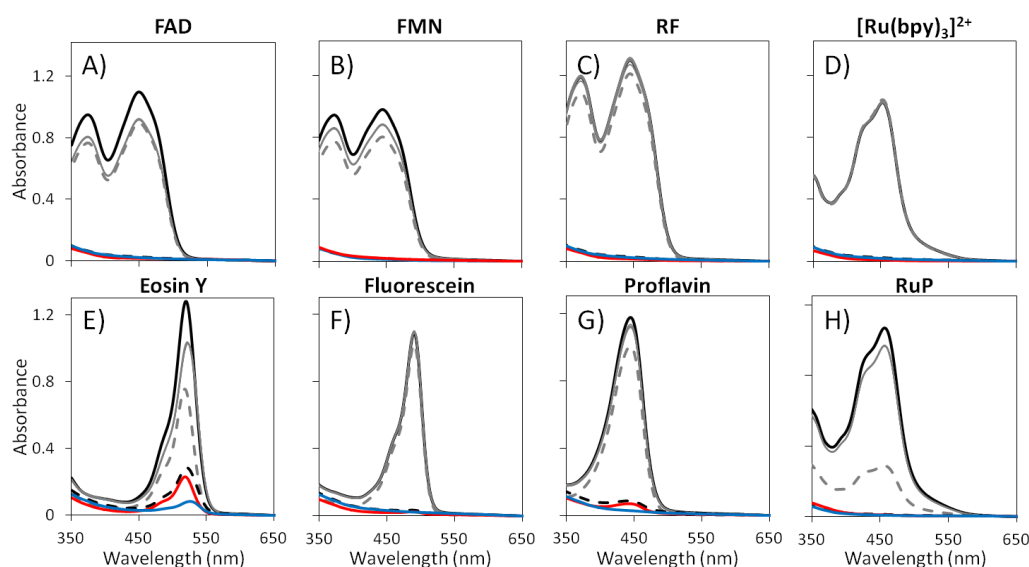 FAD FMN RF [Ru(bpy)₃]²⁺
A) B) C) D)
1.2
0.8
0.4
0
Absorbance
Eosin Y Fluorescein Proflavin RuP
E) F) G) H)
1.2
0.8
0.4
0
Absorbance
350 450 550 650 350 450 550 650 350 450 550 650 350 450 550 650
Wavelength (nm) Wavelength (nm) Wavelength (nm) Wavelength (nm)